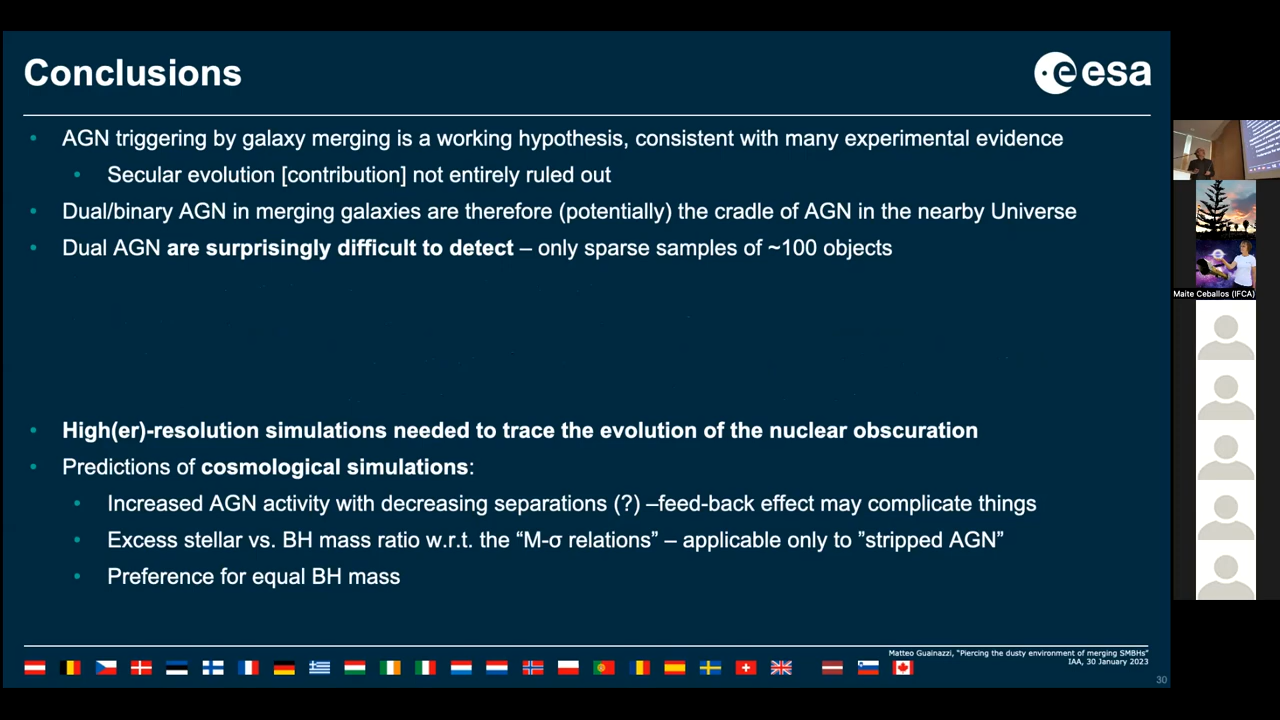 Conclusions
esa
AGN triggering by galaxy merging is a working hypothesis, consistent with many experimental evidence
Secular evolution [contribution] not entirely ruled out
Dual/binary AGN in merging galaxies are therefore (potentially) the cradle of AGN in the nearby Universe
Dual AGN are surprisingly difficult to detect – only sparse samples of ~100 objects
High(er)-resolution simulations needed to trace the evolution of the nuclear obscuration
Predictions of cosmological simulations:
Increased AGN activity with decreasing separations (?) –feed-back effect may complicate things
Excess stellar vs. BH mass ratio w.r.t. the “M-σ relations” – applicable only to ”stripped AGN”
Preference for equal BH mass
Matteo Guainazzi, “Piercing the dusty environment of merging SMBHs”
IAA, 30 January 2023
30
Maite Ceballos (IFCA)